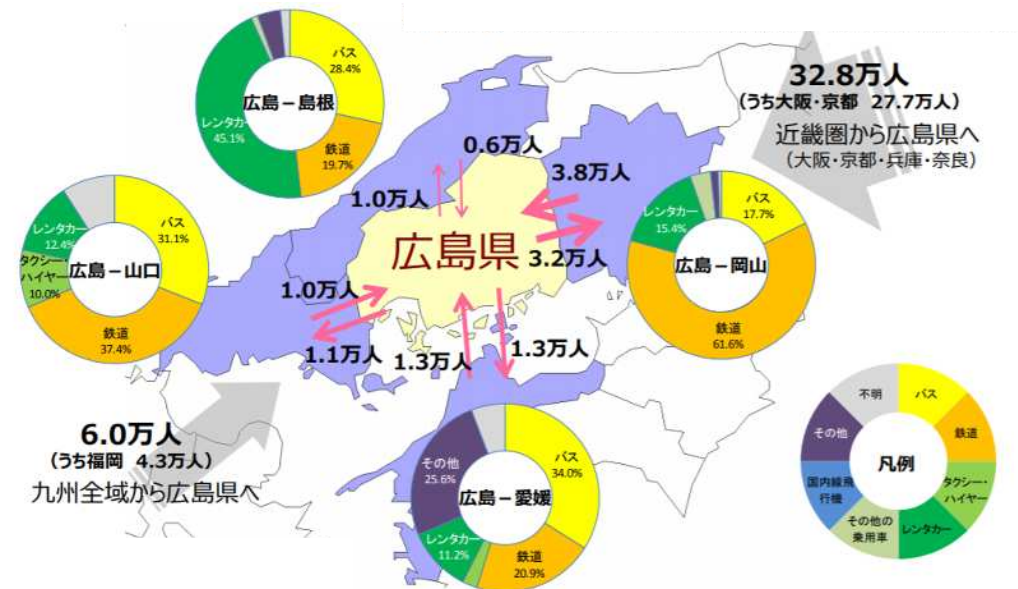 バス
28.4%
広島－島根
レンタカー
45.1%
鉄道
19.7%
32.8万人
（うち大阪・京都 27.7万人）
近畿圏から広島県へ
（大阪・京都・兵庫・奈良）
0.6万人
3.8万人
1.0万人
広島県
3.2万人
レンタカー
15.4%
バス
17.7%
広島－岡山
鉄道
61.6%
レンタカー
12.4%
バス
31.1%
タクシー・
ハイヤー
10.0%
広島－山口
鉄道
37.4%
1.0万人
1.1万人
1.3万人
1.3万人
6.0万人
（うち福岡 4.3万人）
九州全域から広島県へ
その他
25.6%
バス
34.0%
広島－愛媛
レンタカー
11.2%
鉄道
20.9%
不明
バス
その他
鉄道
凡例
国内線飛
行機
タクシー・
ハイヤー
その他の
乗用車
レンタカー